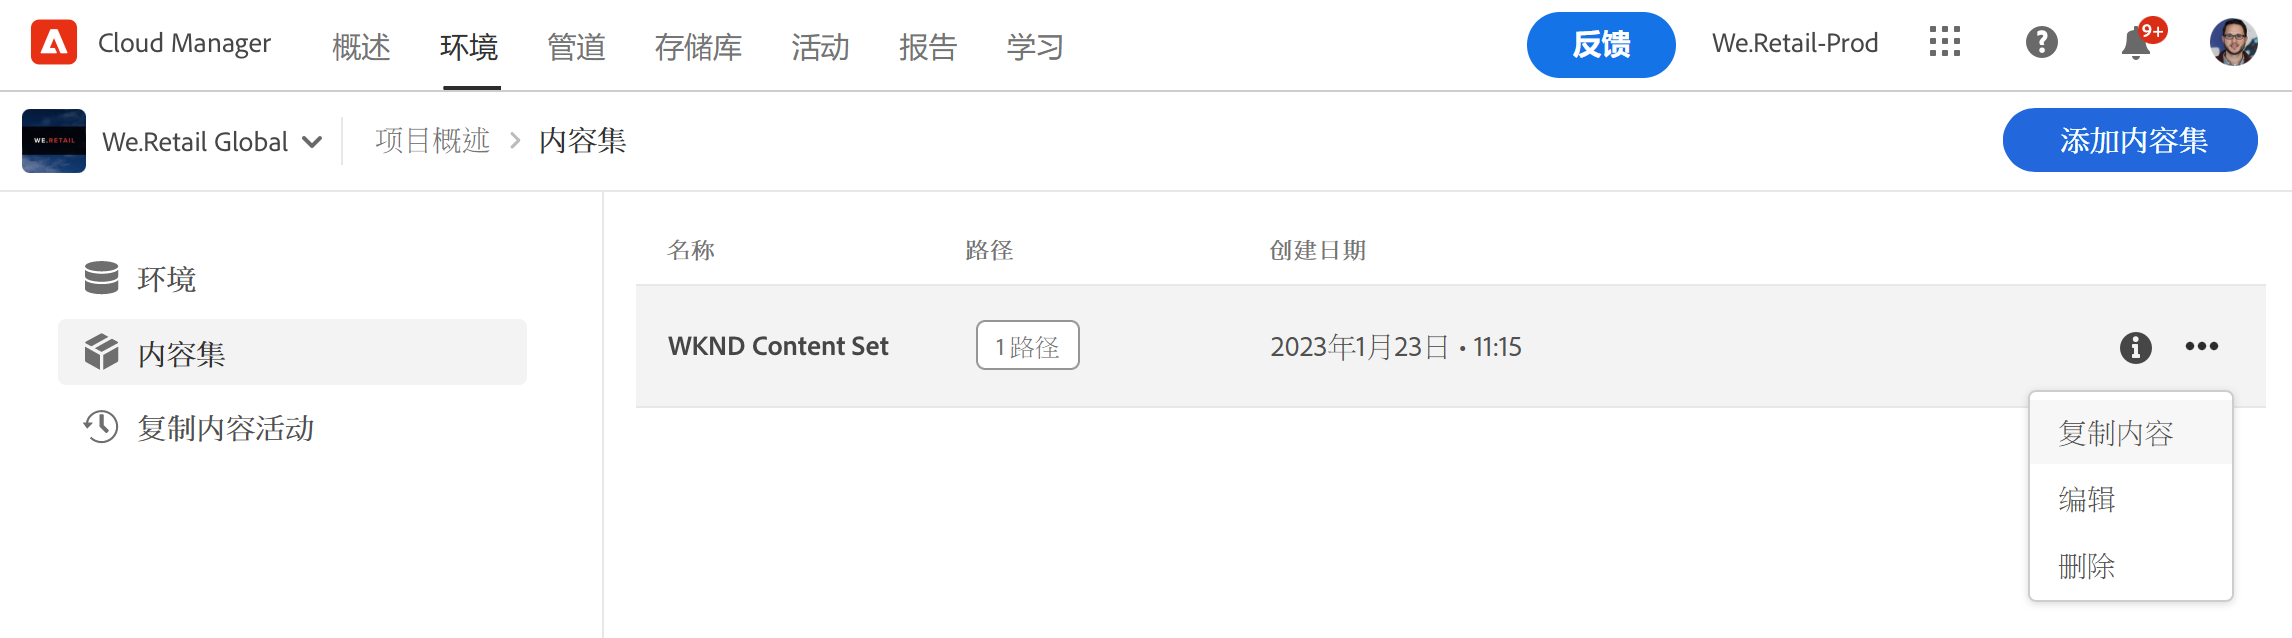 Cloud Manager 概述 环境 管道 存储库 活动 报告 学习 反馈 We.Retail-Prod 9+
WE.RETAIL We.Retail Global 项目概述 内容集 添加内容集
环境
内容集
复制内容活动
名称 路径 创建日期
WKND Content Set 1 路径 2023年1月23日 • 11:15
复制内容
编辑
删除